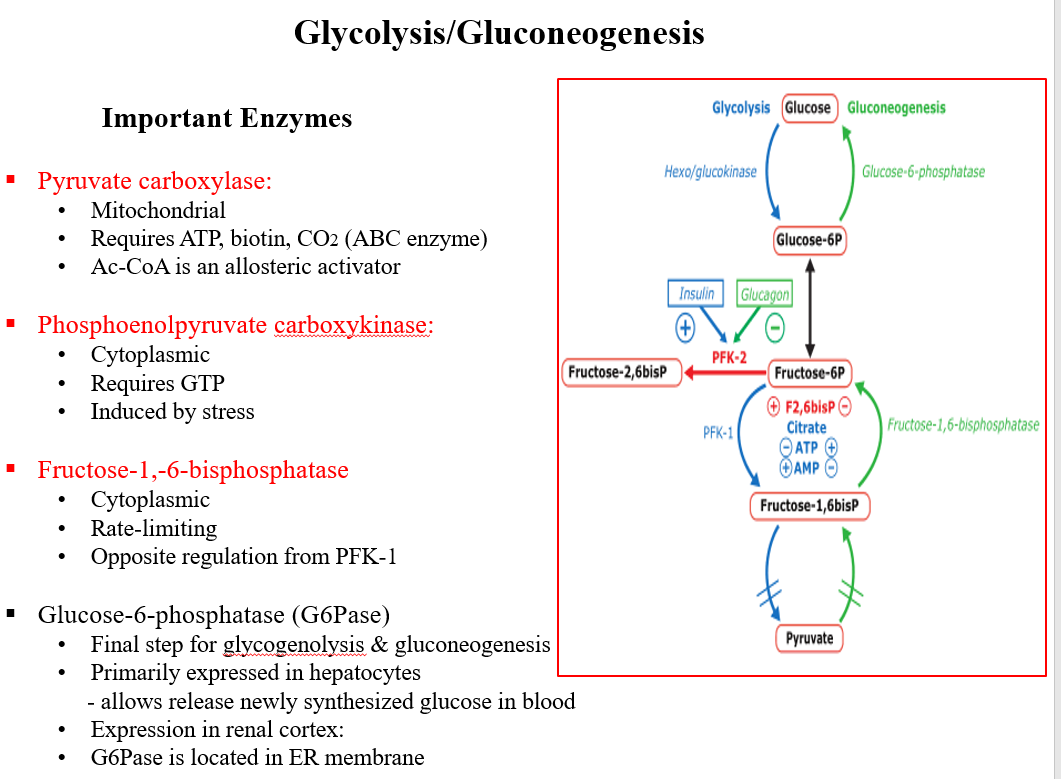 Glycolysis/Gluconeogenesis
Important Enzymes
▪ Pyruvate carboxylase:
• Mitochondrial
• Requires ATP, biotin, CO2 (ABC enzyme)
• Ac-CoA is an allosteric activator
▪ Phosphoenolpyruvate carboxykinase:
• Cytoplasmic
• Requires GTP
• Induced by stress
▪ Fructose-1,-6-bisphosphatase
• Cytoplasmic
• Rate-limiting
• Opposite regulation from PFK-1
▪ Glucose-6-phosphatase (G6Pase)
• Final step for glycogenolysis & gluconeogenesis
• Primarily expressed in hepatocytes
- allows release newly synthesized glucose in blood
• Expression in renal cortex:
• G6Pase is located in ER membrane
Glycolysis Glucose Gluconeogenesis
Hexo/glucokinase Glucose-6-phosphatase
Glucose-6P
Insulin Glucagon
+ −
PFK-2
Fructose-2,6bisP Fructose-6P
+ F2,6bisP −
PFK-1 Citrate Fructose-1,6-bisphosphatase
− ATP +
+ AMP −
Fructose-1,6bisP
Pyruvate